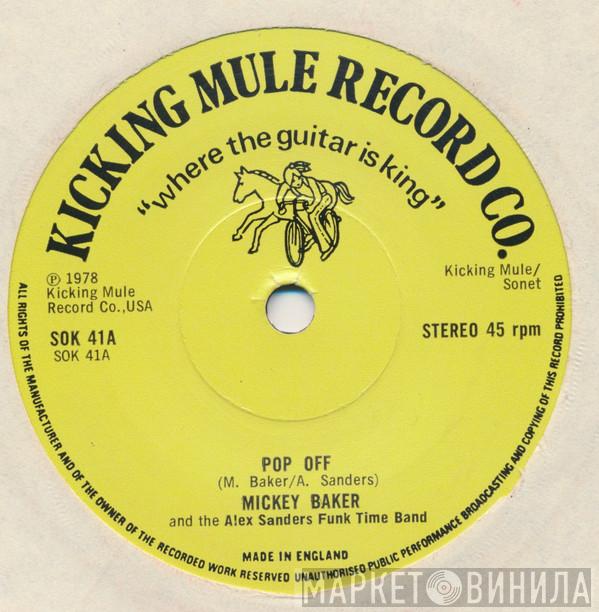 KICKING MULE RECORD CO.
"where the guitar is king"
℗ 1978
Kicking Mule
Record Co.,USA
Kicking Mule/
Sonet
SOK 41A
SOK 41A
STEREO 45 rpm
POP OFF
(M. Baker/A. Sanders)
MICKEY BAKER
and the Alex Sanders Funk Time Band
MADE IN ENGLAND
ALL RIGHTS OF THE MANUFACTURER AND OF THE OWNER OF THE RECORDED WORK RESERVED UNAUTHORISED PUBLIC PERFORMANCE BROADCASTING AND COPYING OF THIS RECORD PROHIBITED
МАРКЕТ ВИНИЛА